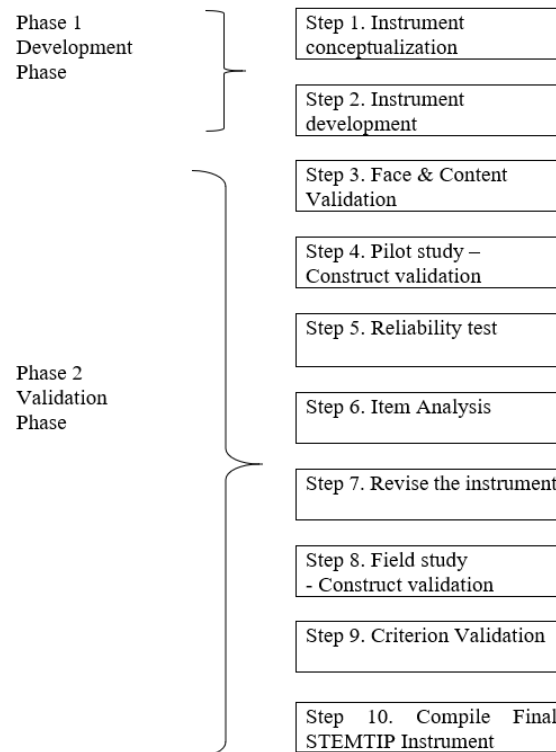 Phase 1
Development
Phase
Step 1. Instrument
conceptualization
Step 2. Instrument
development
Phase 2
Validation
Phase
Step 3. Face & Content
Validation
Step 4. Pilot study –
Construct validation
Step 5. Reliability test
Step 6. Item Analysis
Step 7. Revise the instrument
Step 8. Field study
- Construct validation
Step 9. Criterion Validation
Step 10. Compile Final
STEMTIP Instrument